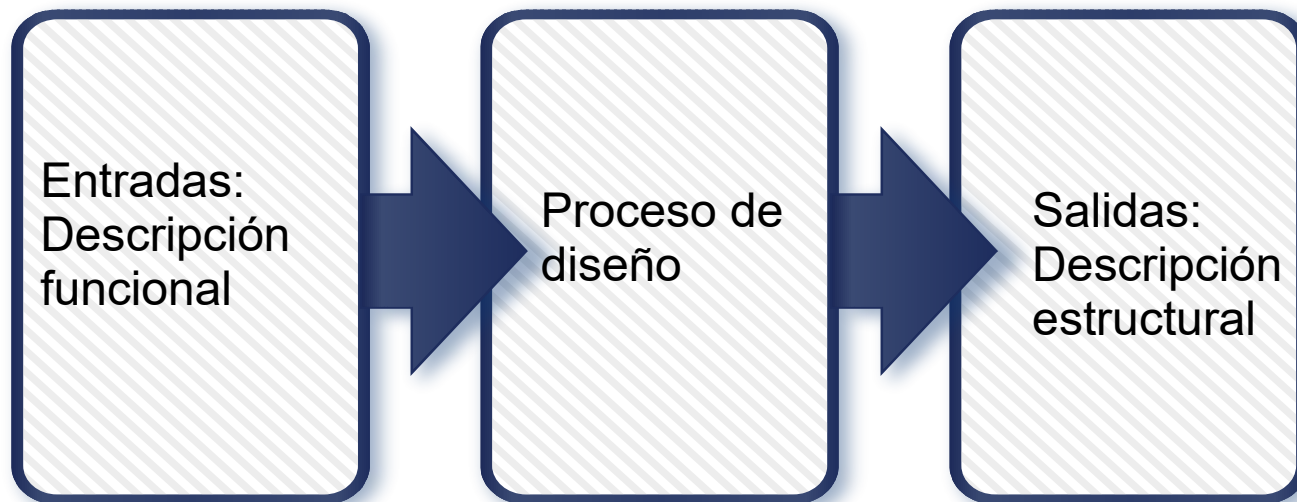 Entradas:
Descripción
funcional
Proceso de
diseño
Salidas:
Descripción
estructural